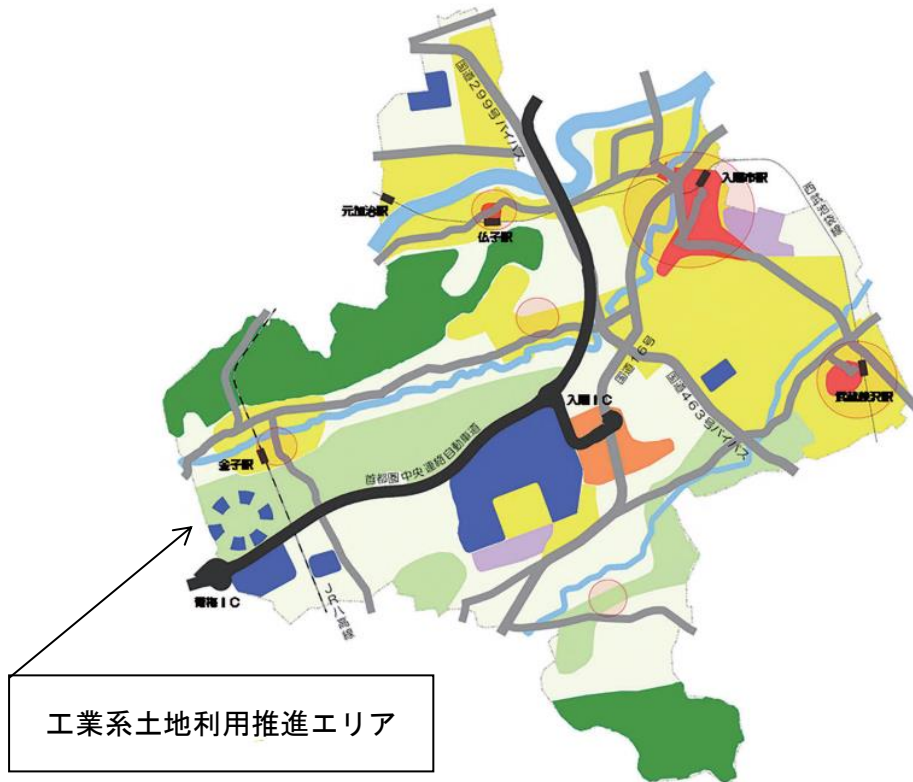 国道299号バイパス
入間市駅
元加治駅
仏子駅
西武池袋線
国道16号
武蔵藤沢駅
入間IC
国道463号バイパス
金子駅
首都圏中央連絡自動車道
青梅IC
JR八高線
工業系土地利用推進エリア